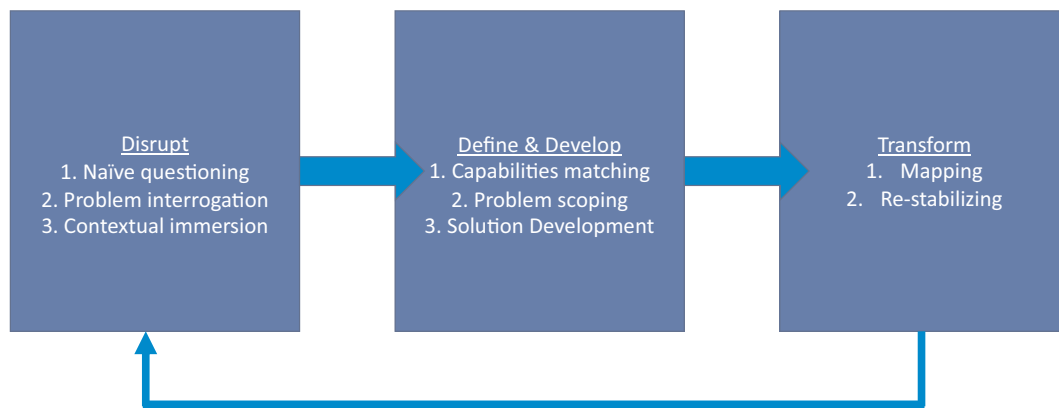 Disrupt
1. Naïve questioning
2. Problem interrogation
3. Contextual immersion
Define & Develop
1. Capabilities matching
2. Problem scoping
3. Solution Development
Transform
1. Mapping
2. Re-stabilizing